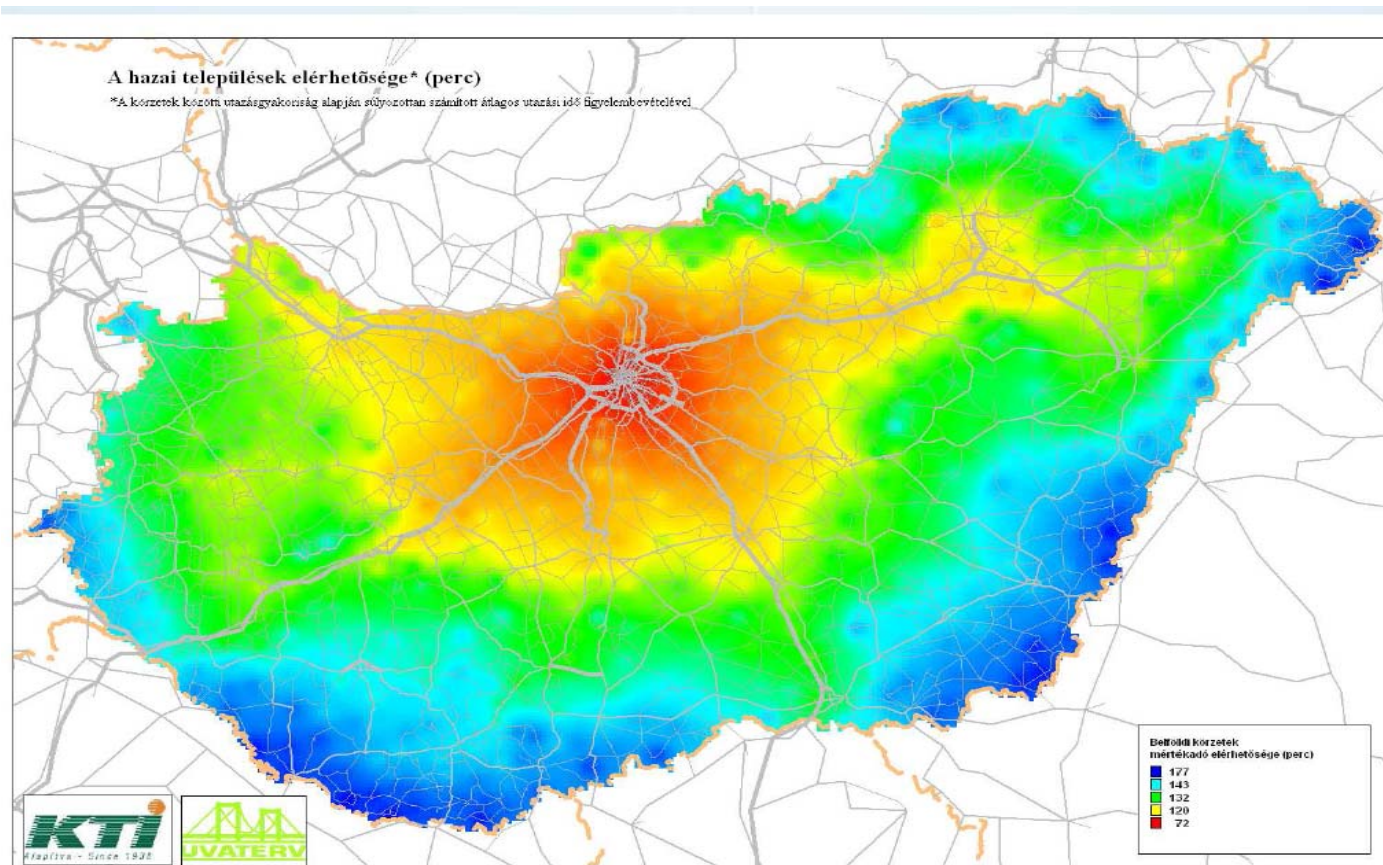 A hazai települések elérhetõsége* (perc)
*A körzetek közötti utazásgyakoriság alapján súlyozottan számított átlagos utazási idő figyelembevételével
Belföldi körzetek
mértékadó elérhetősége (perc)
177
143
132
120
72
KTI
Alapítva - Since 1938
UVATERV